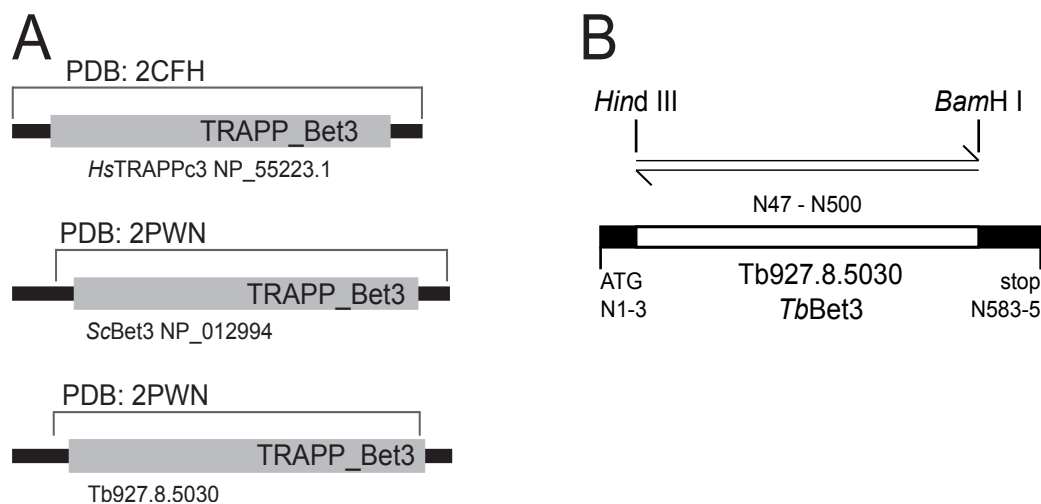 A
PDB: 2CFH
TRAPP_Bet3
HsTRAPPc3 NP_55223.1
PDB: 2PWN
TRAPP_Bet3
ScBet3 NP_012994
PDB: 2PWN
TRAPP_Bet3
Tb927.8.5030
B
Hind III
BamH I
N47 - N500
ATG
N1-3
Tb927.8.5030
TbBet3
stop
N583-5